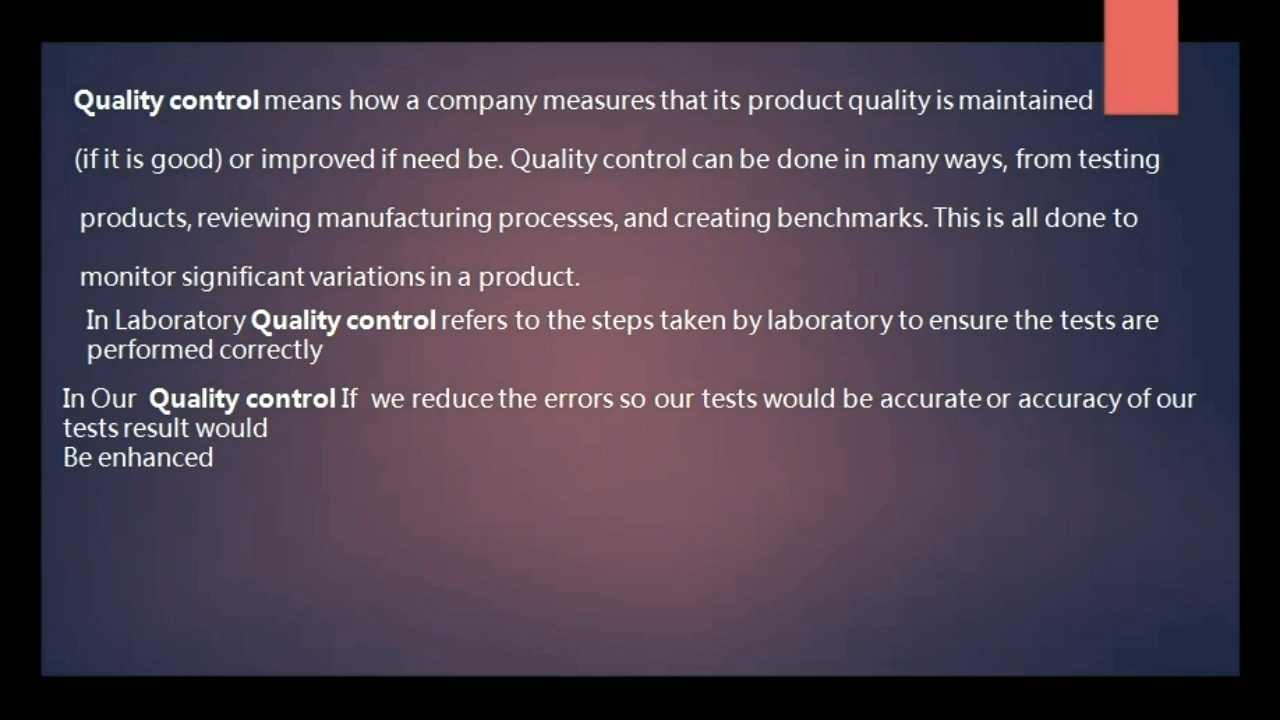 Quality control means how a company measures that its product quality is maintained
(if it is good) or improved if need be. Quality control can be done in many ways, from testing
products, reviewing manufacturing processes, and creating benchmarks. This is all done to
monitor significant variations in a product.
In Laboratory Quality control refers to the steps taken by laboratory to ensure the tests are
performed correctly
In Our Quality control If we reduce the errors so our tests would be accurate or accuracy of our
tests result would
Be enhanced